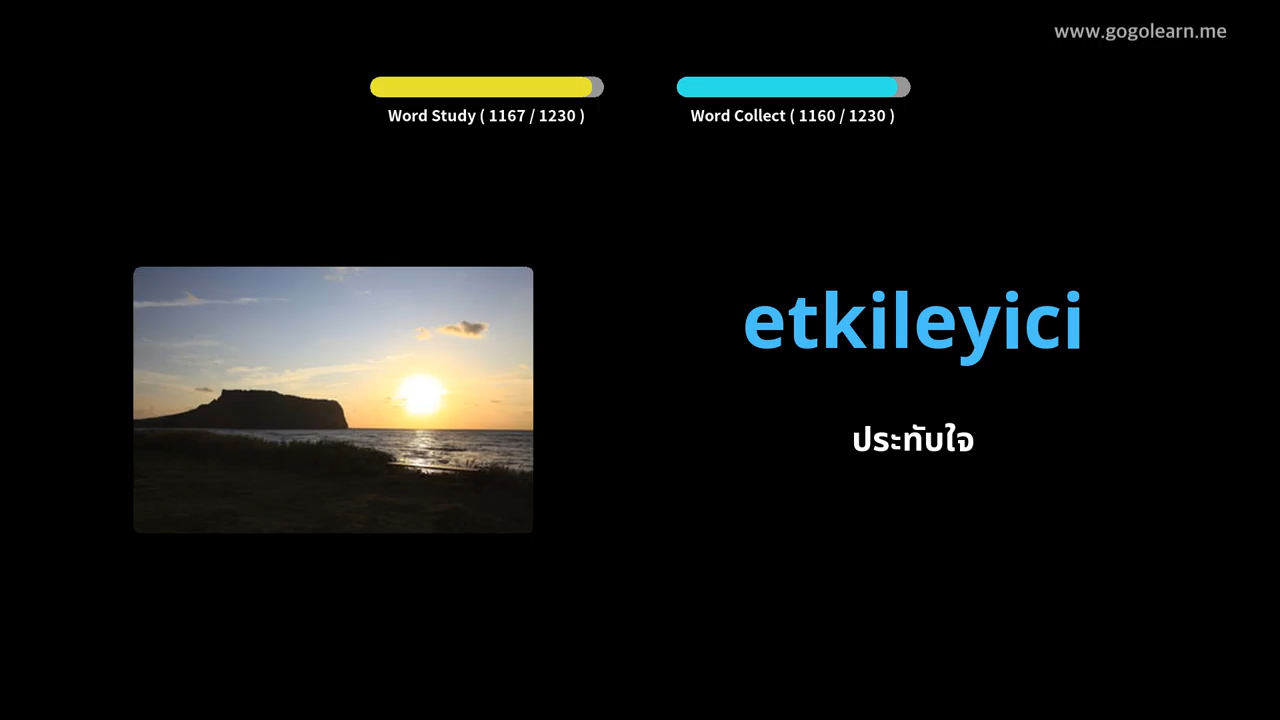 www.gogolearn.me
Word Study ( 1167 / 1230 )
Word Collect ( 1160 / 1230 )
etkileyici
ประทับใจ